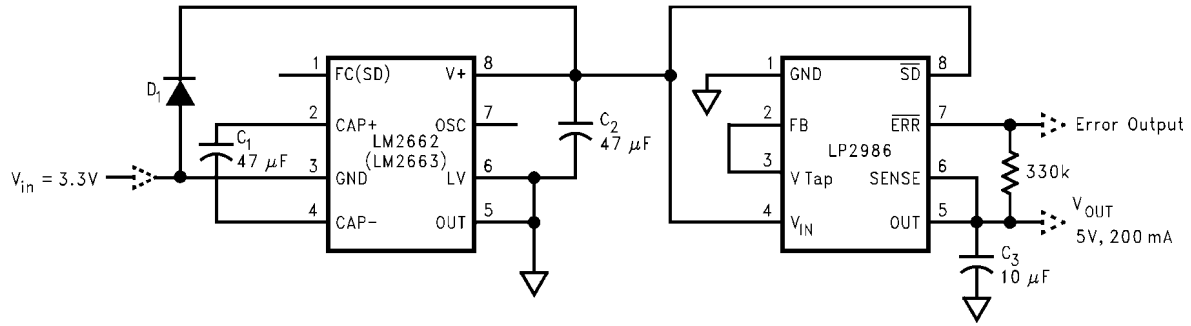 D1
Vin = 3.3V
C1
47 µF
1
2
3
4
FC(SD)
CAP+
GND
CAP-
LM2662
(LM2663)
V+
OSC
LV
OUT
8
7
6
5
C2
47 µF
1
2
3
4
GND
FB
V Tap
VIN
LP2986
SD
ERR
SENSE
OUT
8
7
6
5
Error Output
330k
VOUT
5V, 200 mA
C3
10 µF